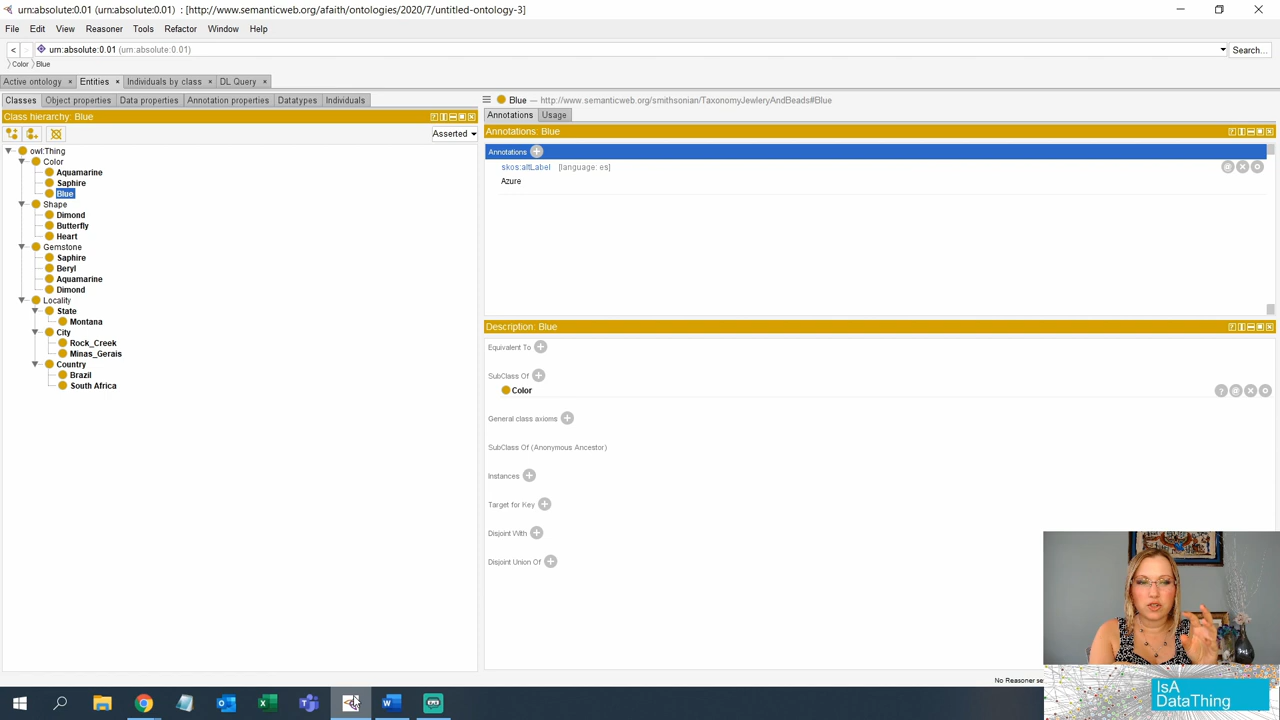 urn:absolute:0.01 (urn:absolute:0.01) : [http://www.semanticweb.org/afaith/ontologies/2020/7/untitled-ontology-3]
File Edit View Reasoner Tools Refactor Window Help
< > urn:absolute:0.01 (urn:absolute:0.01) Search...
Color Blue
Active ontology × Entities × Individuals by class × DL Query ×
Classes Object properties Data properties Annotation properties Datatypes Individuals
Class hierarchy: Blue
Asserted
owl:Thing
Color
Aquamarine
Saphire
Blue
Shape
Dimond
Butterfly
Heart
Gemstone
Saphire
Beryl
Aquamarine
Dimond
Locality
State
Montana
City
Rock_Creek
Minas_Gerais
Country
Brazil
South Africa
Blue — http://www.semanticweb.org/smithsonian/TaxonomyJewleryAndBeads#Blue
Annotations Usage
Annotations: Blue
Annotations
skos:altLabel [language: es]
Azure
Description: Blue
Equivalent To
SubClass Of
Color
General class axioms
SubClass Of (Anonymous Ancestor)
Instances
Target for Key
Disjoint With
Disjoint Union Of
No Reasoner se
IsA
DataThing